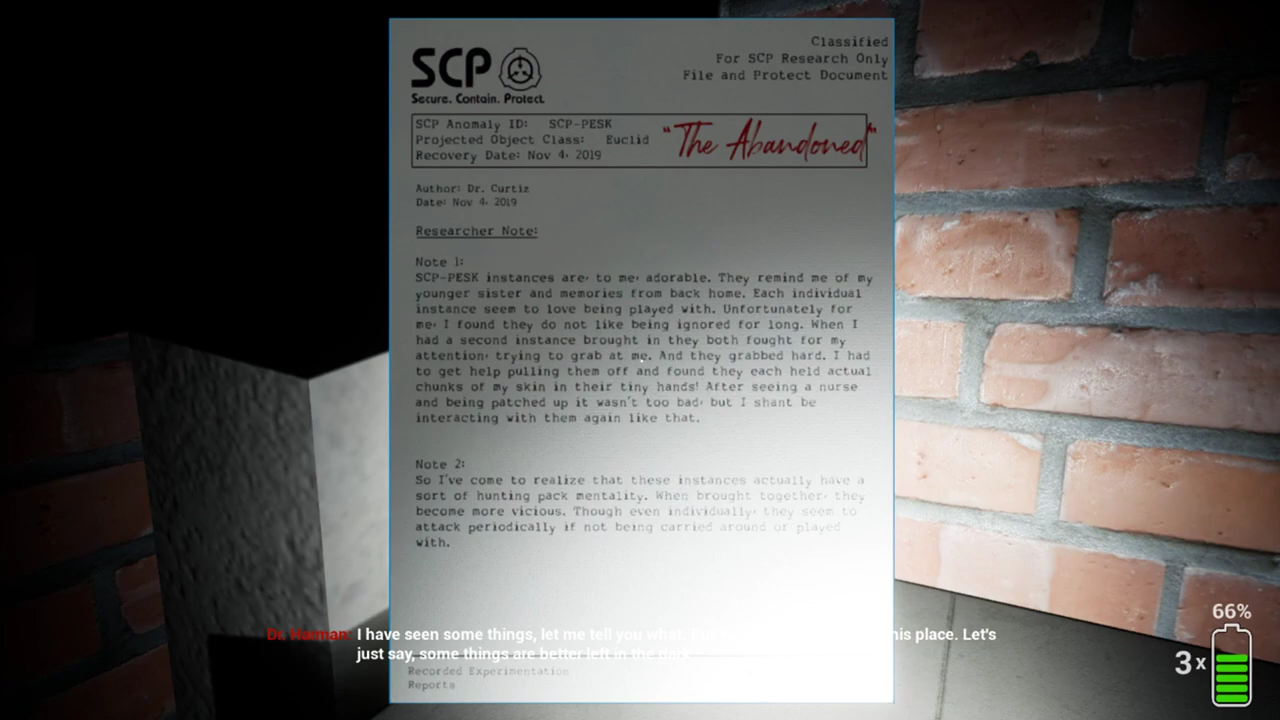 Classified
For SCP Research Only
File and Protect Document
SCP
Secure. Contain. Protect.
SCP Anomaly ID: SCP-PESK
Projected Object Class: Euclid
Recovery Date: Nov 4, 2019
"The Abandoned"
Author: Dr. Curtiz
Date: Nov 4, 2019
Researcher Note:
Note 1:
SCP-PESK instances are, to me, adorable. They remind me of my
younger sister and memories from back home. Each individual
instance seem to love being played with. Unfortunately for
me, I found they do not like being ignored for long. When I
had a second instance brought in they both fought for my
attention, trying to grab at me. And they grabbed hard. I had
to get help pulling them off and found they each held actual
chunks of my skin in their tiny hands! After seeing a nurse
and being patched up it wasn't too bad, but I shant be
interacting with them again like that.
Note 2:
So I've come to realize that these instances actually have a
sort of hunting pack mentality. When brought together, they
become more vicious. Though even individually, they seem to
attack periodically if not being carried around or played
with.
Dr. Harman: I have seen some things, let me tell you what. this place. Let's
just say, some things are better left in the dark.
Recorded Experimentation
Reports
66%
3x